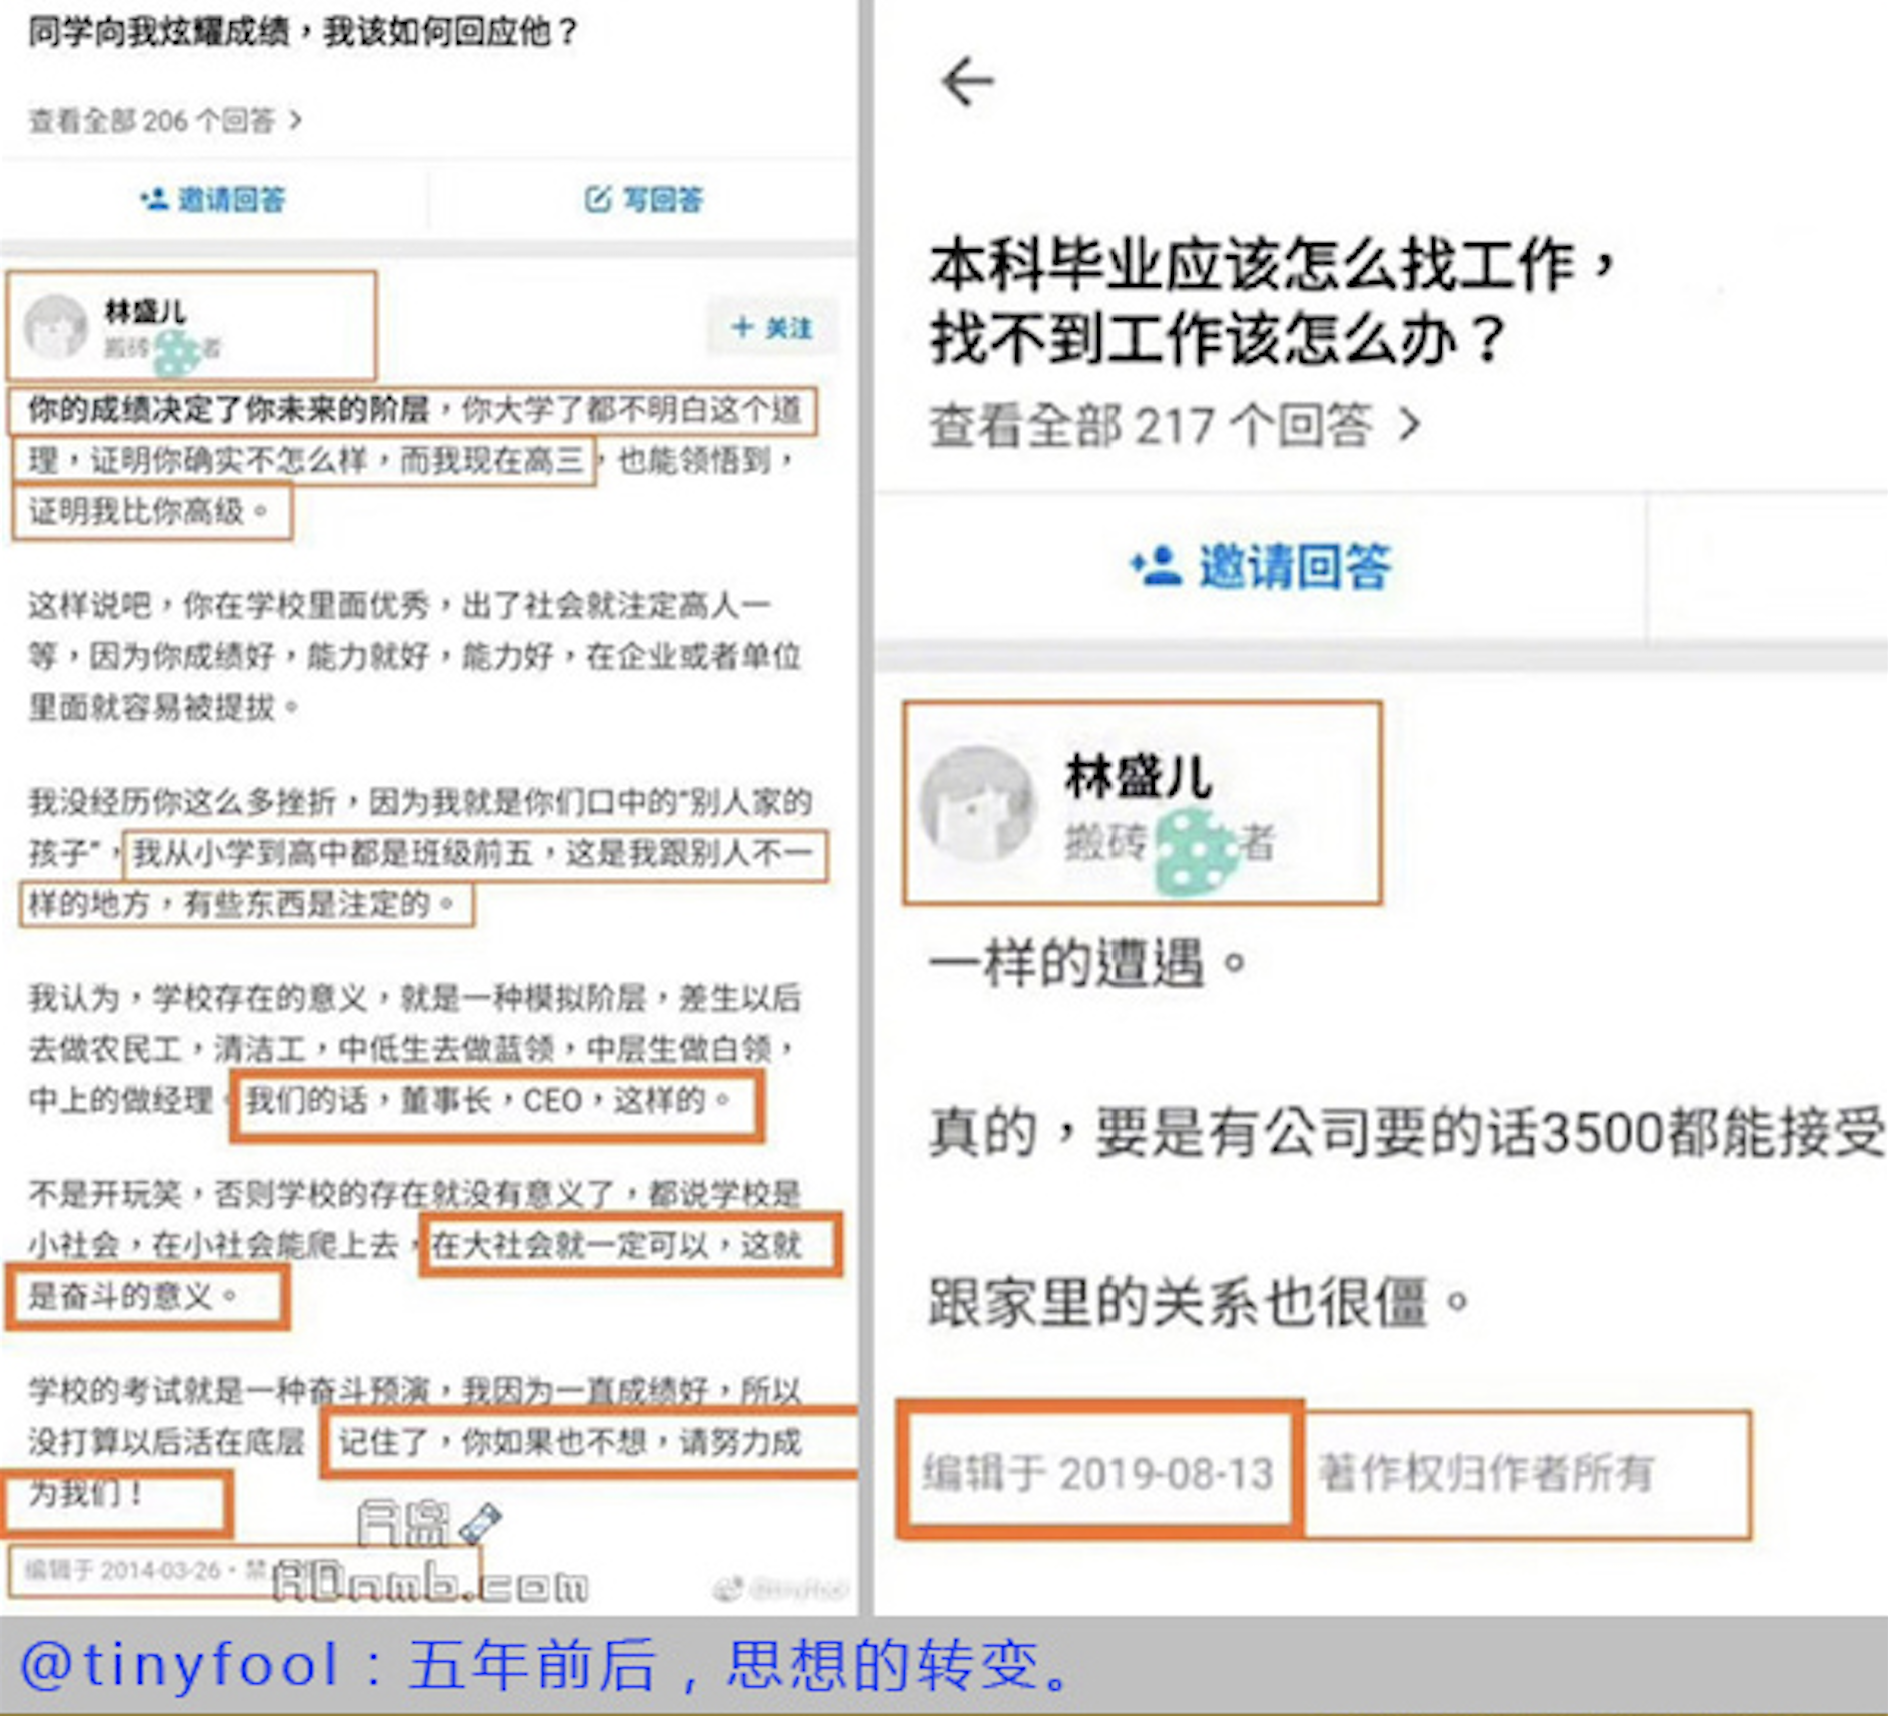 同学向我炫耀成绩，我该如何回应他？
查看全部 206 个回答 >
邀请回答 写回答
林盛儿
搬砖 者
+ 关注
你的成绩决定了你未来的阶层，你大学了都不明白这个道
理，证明你确实不怎么样，而我现在高三，也能领悟到，
证明我比你高级。
这样说吧，你在学校里面优秀，出了社会就注定高人一
等，因为你成绩好，能力就好，能力好，在企业或者单位
里面就容易被提拔。
我没经历你这么多挫折，因为我就是你们口中的"别人家的
孩子"，我从小学到高中都是班级前五，这是我跟别人不一
样的地方，有些东西是注定的。
我认为，学校存在的意义，就是一种模拟阶层，差生以后
去做农民工，清洁工，中低生去做蓝领，中层生做白领，
中上的做经理，我们的话，董事长，CEO，这样的。
不是开玩笑，否则学校的存在就没有意义了，都说学校是
小社会，在小社会能爬上去，在大社会就一定可以，这就
是奋斗的意义。
学校的考试就是一种奋斗预演，我因为一直成绩好，所以
没打算以后活在底层 记住了，你如果也不想，请努力成
为我们！
编辑于 2014-03-26・禁
A岛
ADnmb.com
@tinyfool
本科毕业应该怎么找工作，
找不到工作该怎么办？
查看全部 217 个回答 >
邀请回答
林盛儿
搬砖 者
一样的遭遇。
真的，要是有公司要的话3500都能接受
跟家里的关系也很僵。
编辑于 2019-08-13 著作权归作者所有
@tinyfool：五年前后，思想的转变。